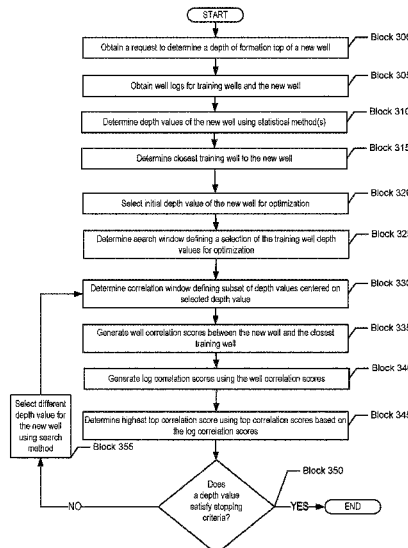 START
Block 300
Obtain a request to determine a depth of formation top of a new well
Block 305
Obtain well logs for training wells and the new well
Block 310
Determine depth values of the new well using statistical method(s)
Block 315
Determine closest training well to the new well
Block 320
Select initial depth value of the new well for optimization
Block 325
Determine search window defining a selection of the training well depth
values for optimization
Block 330
Determine correlation window defining subset of depth values centered on
selected depth value
Block 335
Generate well correlation scores between the new well and the closest
training well
Block 340
Generate log correlation scores using the well correlation scores
Block 345
Determine highest top correlation score using top correlation scores based on
the log correlation scores
Select different
depth value for
the new well
using search
method
Block 355
Block 350
Does
a depth value
satisfy stopping
criteria?
NO
YES
END